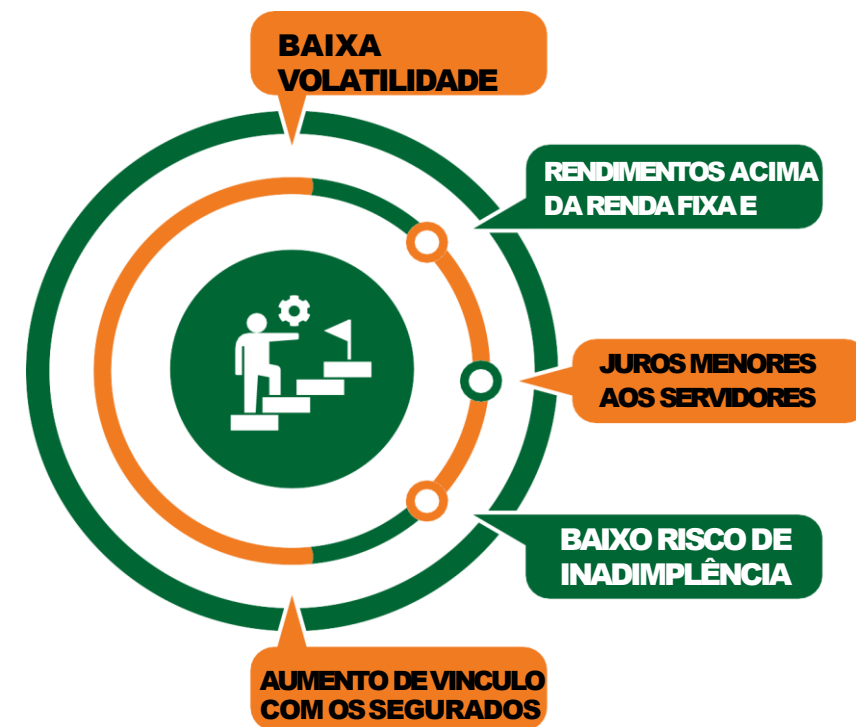 BAIXA
VOLATILIDADE
RENDIMENTOS ACIMA
DA RENDA FIXA E
JUROS MENORES
AOS SERVIDORES
BAIXO RISCO DE
INADIMPLÊNCIA
AUMENTO DE VINCULO
COM OS SEGURADOS